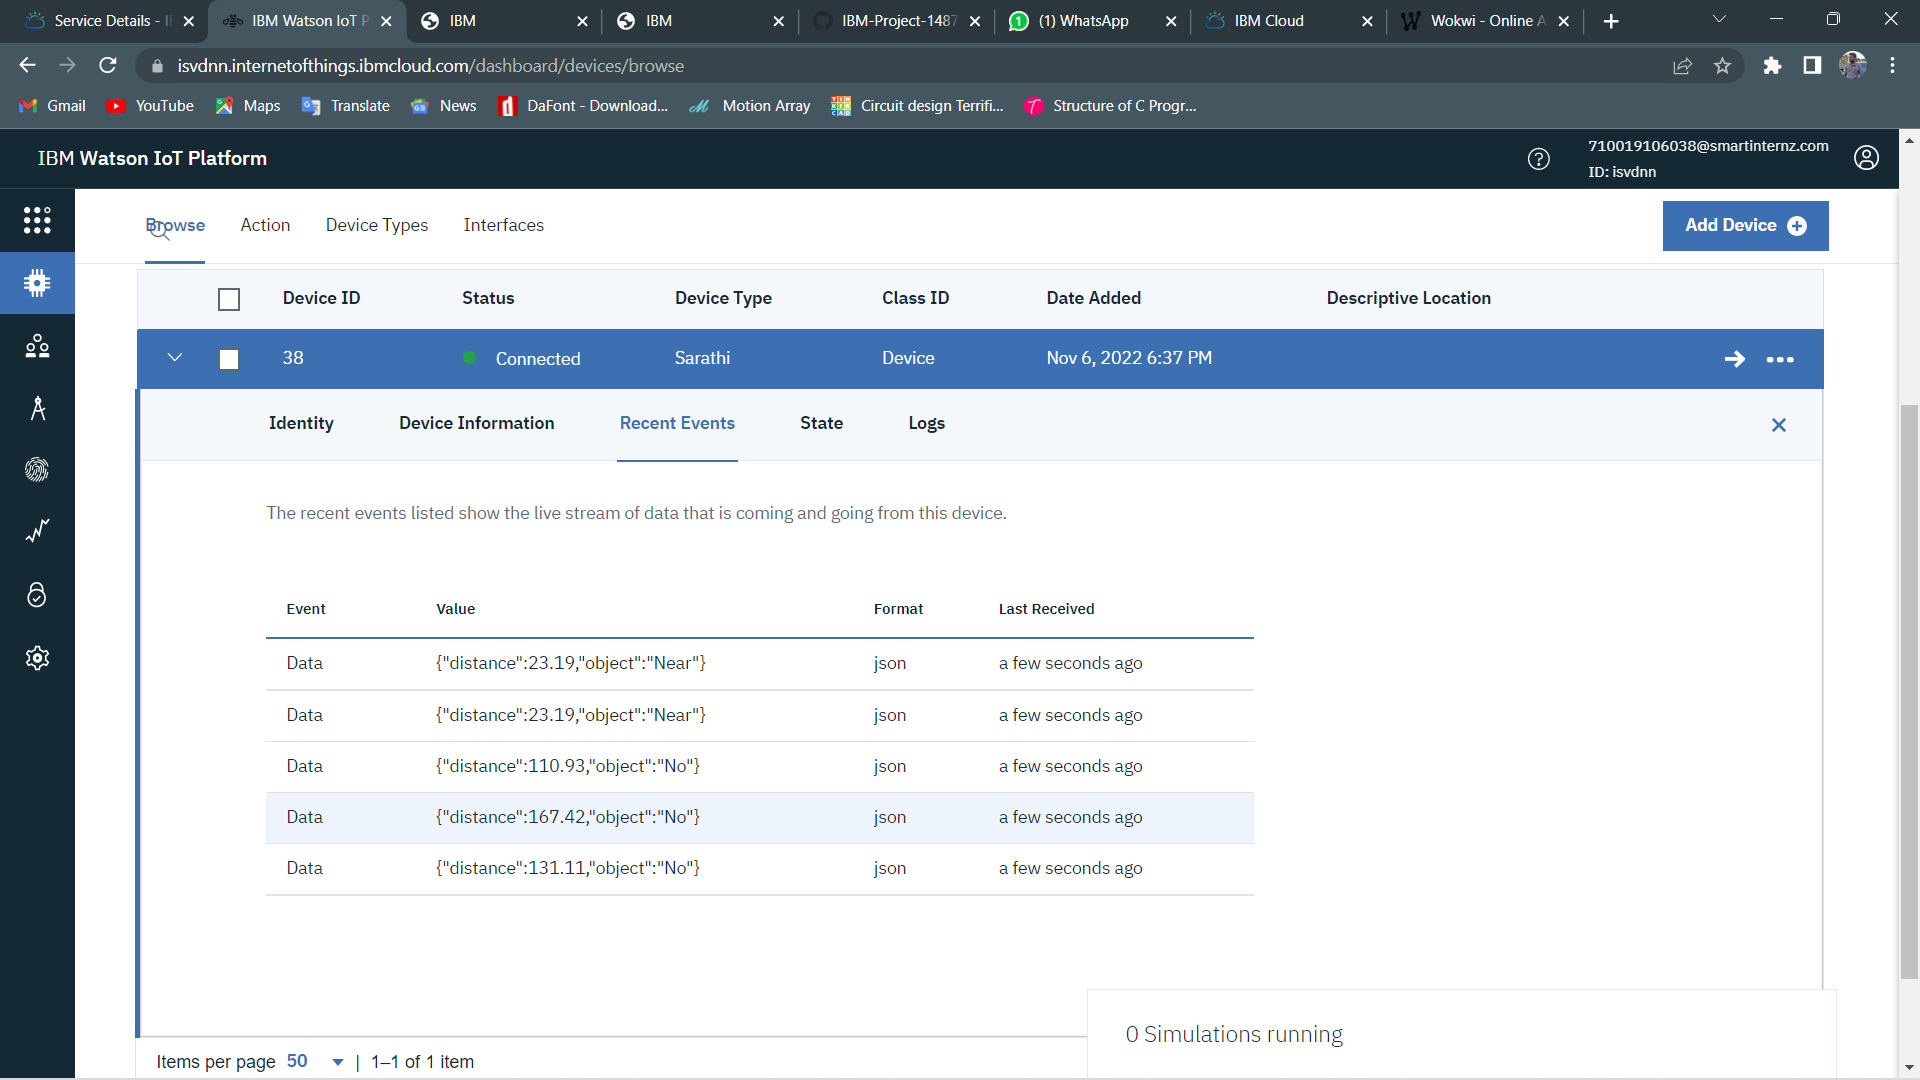 Service Details - I
IBM Watson IoT P
IBM
IBM
IBM-Project-1487
(1) WhatsApp
IBM Cloud
Wokwi - Online A
isvdnn.internetofthings.ibmcloud.com/dashboard/devices/browse
Gmail
YouTube
Maps
Translate
News
DaFont - Download...
Motion Array
Circuit design Terrifi...
Structure of C Progr...
IBM Watson IoT Platform
710019106038@smartinternz.com
ID: isvdnn
Browse
Action
Device Types
Interfaces
Add Device
Device ID Status Device Type Class ID Date Added Descriptive Location
38 Connected Sarathi Device Nov 6, 2022 6:37 PM
Identity Device Information Recent Events State Logs
The recent events listed show the live stream of data that is coming and going from this device.
Event Value Format Last Received
Data {"distance":23.19,"object":"Near"} json a few seconds ago
Data {"distance":23.19,"object":"Near"} json a few seconds ago
Data {"distance":110.93,"object":"No"} json a few seconds ago
Data {"distance":167.42,"object":"No"} json a few seconds ago
Data {"distance":131.11,"object":"No"} json a few seconds ago
0 Simulations running
Items per page 50 | 1–1 of 1 item